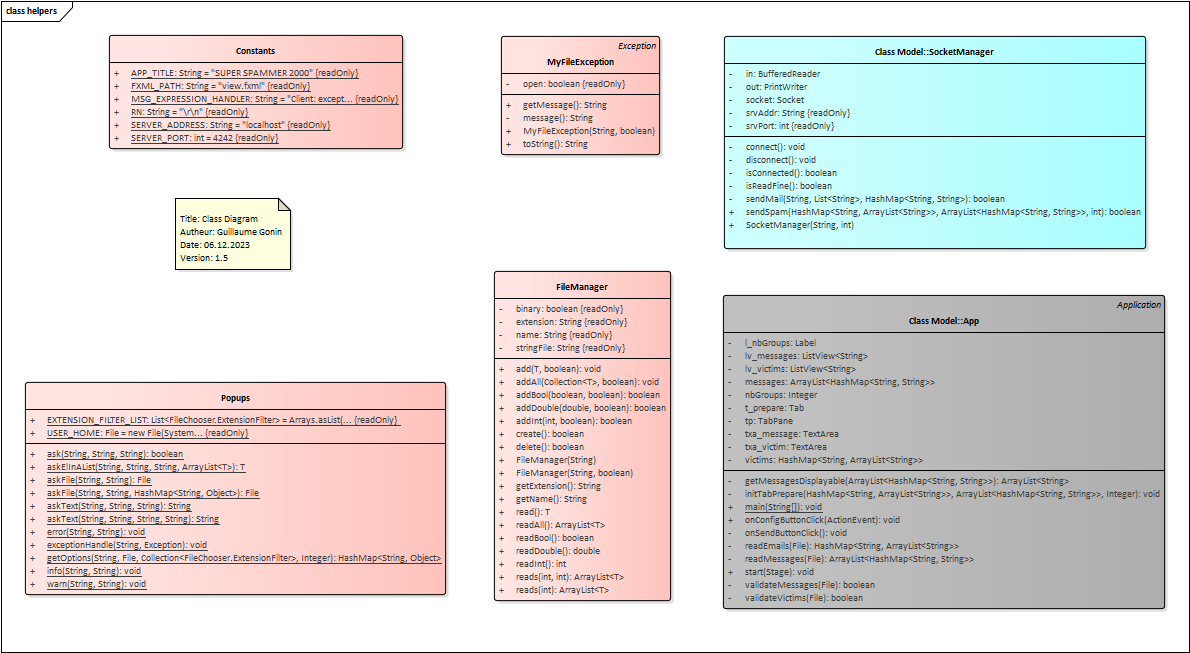 class helpers
Constants
+ APP_TITLE: String = "SUPER SPAMMER 2000" {readOnly}
+ FXML_PATH: String = "view.fxml" {readOnly}
+ MSG_EXPRESSION_HANDLER: String = "Client: except... {readOnly}
+ RN: String = "\r\n" {readOnly}
+ SERVER_ADDRESS: String = "localhost" {readOnly}
+ SERVER_PORT: int = 4242 {readOnly}
Exception
MyFileException
- open: boolean {readOnly}
+ getMessage(): String
- message(): String
+ MyFileException(String, boolean)
+ toString(): String
Class Model::SocketManager
- in: BufferedReader
- out: PrintWriter
- socket: Socket
- srvAddr: String {readOnly}
- srvPort: int {readOnly}
- connect(): void
- disconnect(): void
- isConnected(): boolean
- isReadFine(): boolean
- sendMail(String, List<String>, HashMap<String, String>): boolean
+ sendSpam(HashMap<String, ArrayList<String>>, ArrayList<HashMap<String, String>>, int): boolean
+ SocketManager(String, int)
Title: Class Diagram
Autheur: Guillaume Gonin
Date: 06.12.2023
Version: 1.5
FileManager
- binary: boolean {readOnly}
- extension: String {readOnly}
- name: String {readOnly}
- stringFile: String {readOnly}
+ add(T, boolean): void
+ addAll(Collection<T>, boolean): void
+ addBool(boolean, boolean): boolean
+ addDouble(double, boolean): boolean
+ addInt(int, boolean): boolean
+ create(): boolean
+ delete(): boolean
+ FileManager(String)
+ FileManager(String, boolean)
+ getExtension(): String
+ getName(): String
+ read(): T
+ readAll(): ArrayList<T>
+ readBool(): boolean
+ readDouble(): double
+ readInt(): int
+ reads(int, int): ArrayList<T>
+ reads(int): ArrayList<T>
Application
Class Model::App
- l_nbGroups: Label
- lv_messages: ListView<String>
- lv_victims: ListView<String>
- messages: ArrayList<HashMap<String, String>>
- nbGroups: Integer
- t_prepare: Tab
- tp: TabPane
- txa_message: TextArea
- txa_victim: TextArea
- victims: HashMap<String, ArrayList<String>>
- getMessagesDisplayable(ArrayList<HashMap<String, String>>): ArrayList<String>
- initTabPrepare(HashMap<String, ArrayList<String>>, ArrayList<HashMap<String, String>>, Integer): void
+ main(String[]): void
+ onConfigButtonClick(ActionEvent): void
- onSendButtonClick(): void
- readEmails(File): HashMap<String, ArrayList<String>>
- readMessages(File): ArrayList<HashMap<String, String>>
+ start(Stage): void
- validateMessages(File): boolean
- validateVictims(File): boolean
Popups
+ EXTENSION_FILTER_LIST: List<FileChooser.ExtensionFilter> = Arrays.asList(... {readOnly}
+ USER_HOME: File = new File(System... {readOnly}
+ ask(String, String, String): boolean
+ askElInAList(String, String, String, ArrayList<T>): T
+ askFile(String, String): File
+ askFile(String, String, HashMap<String, Object>): File
+ askText(String, String, String): String
+ askText(String, String, String, String): String
+ error(String, String): void
+ exceptionHandle(String, Exception): void
+ getOptions(String, File, Collection<FileChooser.ExtensionFilter>, Integer): HashMap<String, Object>
+ info(String, String): void
+ warn(String, String): void